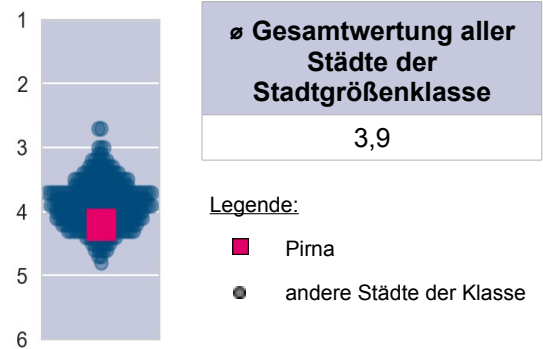 1
2
3
4
5
6
ø Gesamtwertung aller
Städte der
Stadtgrößenklasse
3,9
Legende:
Pirna
andere Städte der Klasse